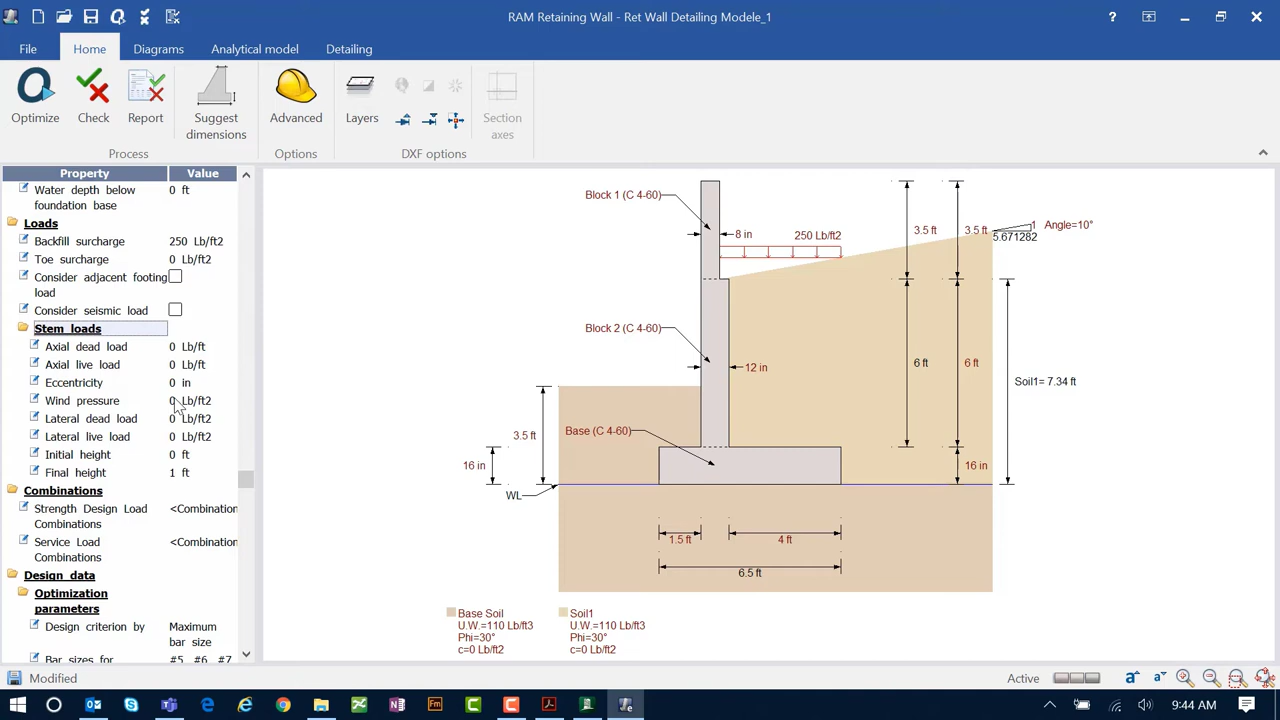 RAM Retaining Wall - Ret Wall Detailing Modele_1
File Home Diagrams Analytical model Detailing
Optimize Check Report Suggest dimensions Advanced Layers Section axes
Process Options DXF options
Property Value
Water depth below 0 ft
foundation base
Loads
Backfill surcharge 250 Lb/ft2
Toe surcharge 0 Lb/ft2
Consider adjacent footing
load
Consider seismic load
Stem loads
Axial dead load 0 Lb/ft
Axial live load 0 Lb/ft
Eccentricity 0 in
Wind pressure 0 Lb/ft2
Lateral dead load 0 Lb/ft2
Lateral live load 0 Lb/ft2
Initial height 0 ft
Final height 1 ft
Combinations
Strength Design Load <Combination
Combinations
Service Load <Combination
Combinations
Design data
Optimization
parameters
Design criterion by Maximum
bar size
Bar sizes for #5, #6, #7
Block 1 (C 4-60)
8 in
250 Lb/ft2
3.5 ft
3.5 ft
1
5.671282
Angle=10°
Block 2 (C 4-60)
12 in
6 ft
6 ft
Soil1= 7.34 ft
3.5 ft
Base (C 4-60)
16 in
16 in
WL
1.5 ft
4 ft
6.5 ft
Base Soil
U.W.=110 Lb/ft3
Phi=30°
c=0 Lb/ft2
Soil1
U.W.=110 Lb/ft3
Phi=30°
c=0 Lb/ft2
Modified Active
9:44 AM